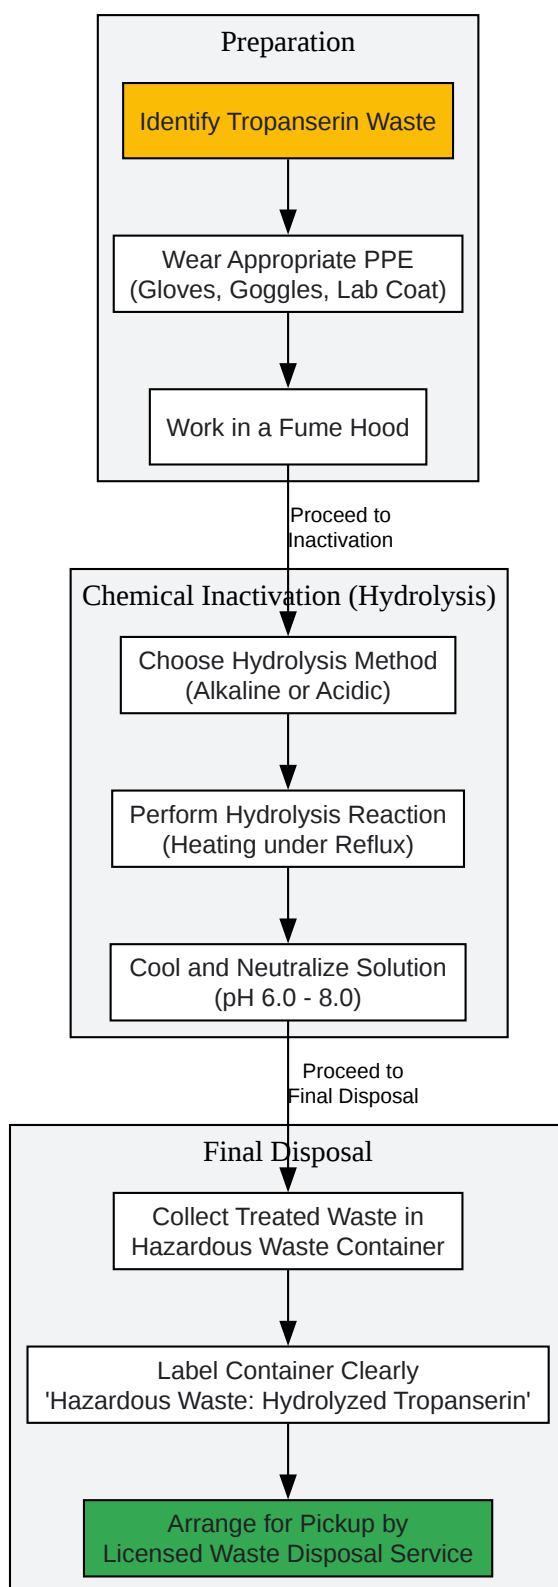 Preparation
Identify Tropanserin Waste
Wear Appropriate PPE
(Gloves, Goggles, Lab Coat)
Work in a Fume Hood
Proceed to
Inactivation
Chemical Inactivation (Hydrolysis)
Choose Hydrolysis Method
(Alkaline or Acidic)
Perform Hydrolysis Reaction
(Heating under Reflux)
Cool and Neutralize Solution
(pH 6.0 - 8.0)
Proceed to
Final Disposal
Final Disposal
Collect Treated Waste in
Hazardous Waste Container
Label Container Clearly
'Hazardous Waste: Hydrolyzed Tropanserin'
Arrange for Pickup by
Licensed Waste Disposal Service